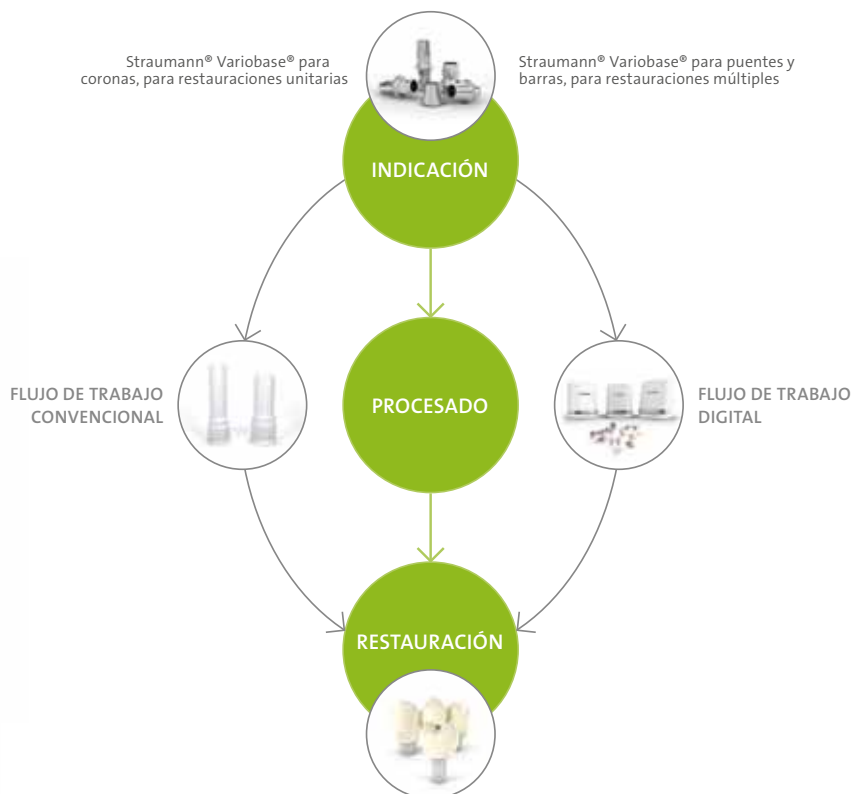 Straumann® Variobase® para
coronas, para restauraciones unitarias
Straumann® Variobase® para puentes y
barras, para restauraciones múltiples
INDICACIÓN
FLUJO DE TRABAJO
CONVENCIONAL
PROCESADO
FLUJO DE TRABAJO
DIGITAL
RESTAURACIÓN